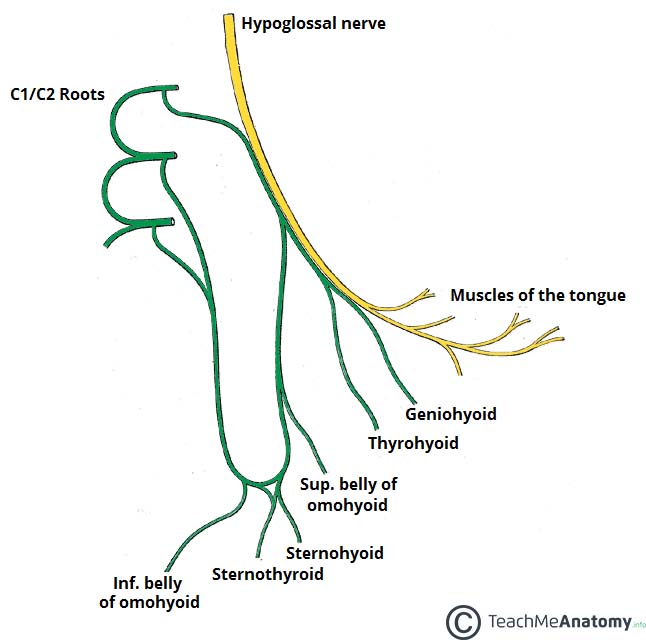 Hypoglossal nerve
C1/C2 Roots
Muscles of the tongue
Geniohyoid
Thyrohyoid
Sup. belly of
omohyoid
Sternohyoid
Sternothyroid
Inf. belly
of omohyoid
© TeachMeAnatomy.info